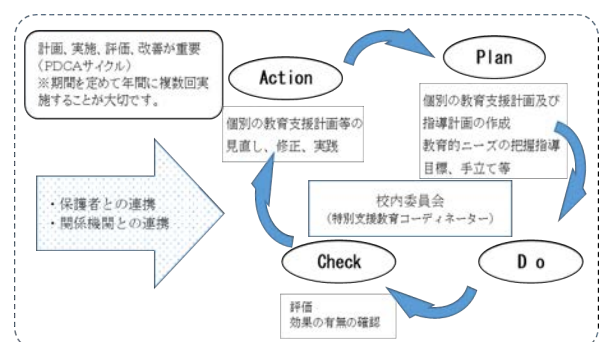 計画、実施、評価、改善が重要
(PDCAサイクル)
※期間を定めて年間に複数回実
施することが大切です。
Action
個別の教育支援計画等の
見直し、修正、実践
Plan
個別の教育支援計画及び
指導計画の作成
教育的ニーズの把握指導
目標、手立て等
・保護者との連携
・関係機関との連携
校内委員会
(特別支援教育コーディネーター)
Check
Do
評価
効果の有無の確認